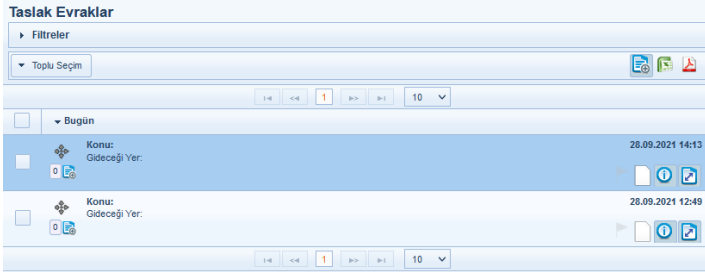 Taslak Evraklar
Filtreler
Toplu Seçim
1 10
Bugün
Konu: 28.09.2021 14:13
Gideceği Yer:
0
Konu: 28.09.2021 12:49
Gideceği Yer:
0
1 10